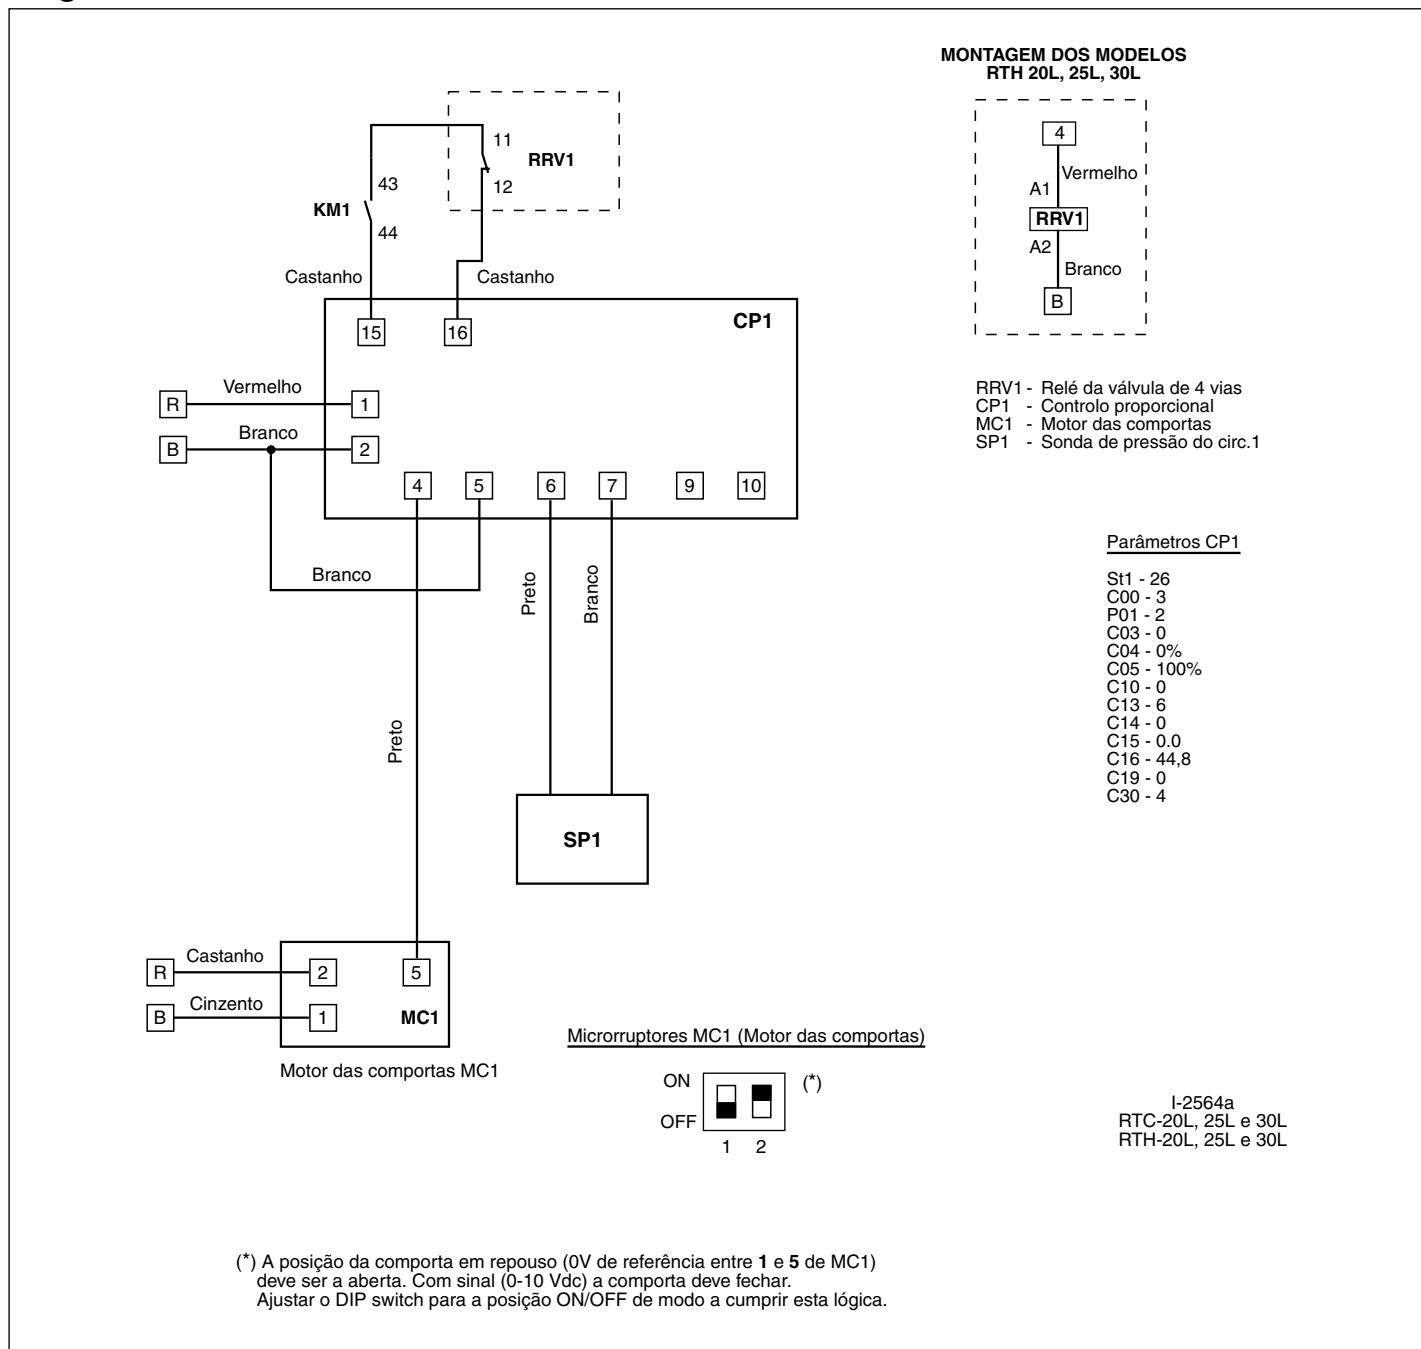 MONTAGEM DOS MODELOS
RTH 20L, 25L, 30L
11
RRV1
12
43
KM1
44
Castanho
Castanho
4
Vermelho
A1
RRV1
A2
Branco
B
15
16
CP1
R
Vermelho
1
B
Branco
2
4
5
6
7
9
10
Branco
Preto
Branco
Preto
SP1
RRV1 - Relé da válvula de 4 vias
CP1 - Controlo proporcional
MC1 - Motor das comportas
SP1 - Sonda de pressão do circ.1
Parâmetros CP1
St1 - 26
C00 - 3
P01 - 2
C03 - 0
C04 - 0%
C05 - 100%
C10 - 0
C13 - 6
C14 - 0
C15 - 0.0
C16 - 44,8
C19 - 0
C30 - 4
R
Castanho
2
5
B
Cinzento
1
MC1
Motor das comportas MC1
Microrruptores MC1 (Motor das comportas)
ON
(*)
OFF
1 2
I-2564a
RTC-20L, 25L e 30L
RTH-20L, 25L e 30L
(*) A posição da comporta em repouso (0V de referência entre 1 e 5 de MC1)
deve ser a aberta. Com sinal (0-10 Vdc) a comporta deve fechar.
Ajustar o DIP switch para a posição ON/OFF de modo a cumprir esta lógica.